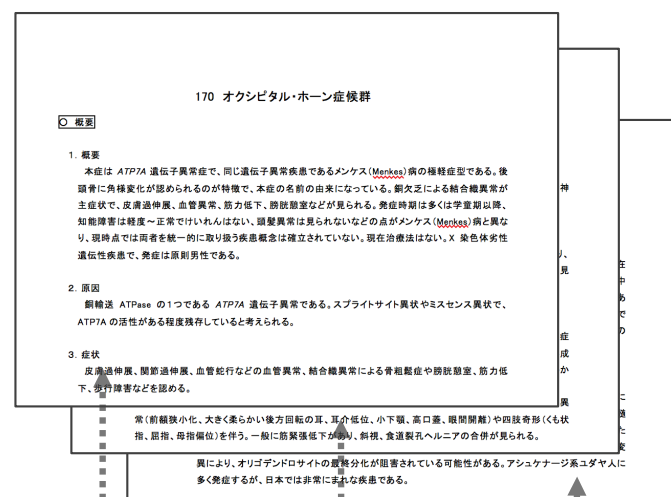 170 オクシピタル・ホーン症候群
○ 概要
1. 概要
本症は ATP7A 遺伝子異常症で、同じ遺伝子異常疾患であるメンケス(Menkes)病の極軽症型である。後
頭骨に角様変化が認められるのが特徴で、本症の名前の由来になっている。銅欠乏による結合織異常が
主症状で、皮膚過伸展、血管異常、筋力低下、膀胱憩室などが見られる。発症時期は多くは学童期以降、
知能障害は軽度～正常でけいれんはない、頭髪異常は見られないなどの点がメンケス(Menkes)病と異な
り、現時点では両者を統一的に取り扱う疾患概念は確立されていない。現在治療法はない。X 染色体劣性
遺伝性疾患で、発症は原則男性である。
2. 原因
銅輸送 ATPase の1つである ATP7A 遺伝子異常である。スプライトサイト異状やミスセンス異状で、
ATP7A の活性がある程度残存していると考えられる。
3. 症状
皮膚過伸展、関節過伸展、血管蛇行などの血管異常、結合織異常による骨粗鬆症や膀胱憩室、筋力低
下、歩行障害などを認める。
神
り、
見
症
成
か
異
常(前額狭小化、大きく柔らかい後方回転の耳、耳介低位、小下顎、高口蓋、眼間開離)や四肢奇形(くも状
指、屈指、母指偏位)を伴う。一般に筋緊張低下があり、斜視、食道裂孔ヘルニアの合併が見られる。
在
中
あ
で
の
に
た
変
異により、オリゴデンドロサイトの最終分化が阻害されている可能性がある。アシュケナージ系ユダヤ人に
多く発症するが、日本では非常にまれな疾患である。